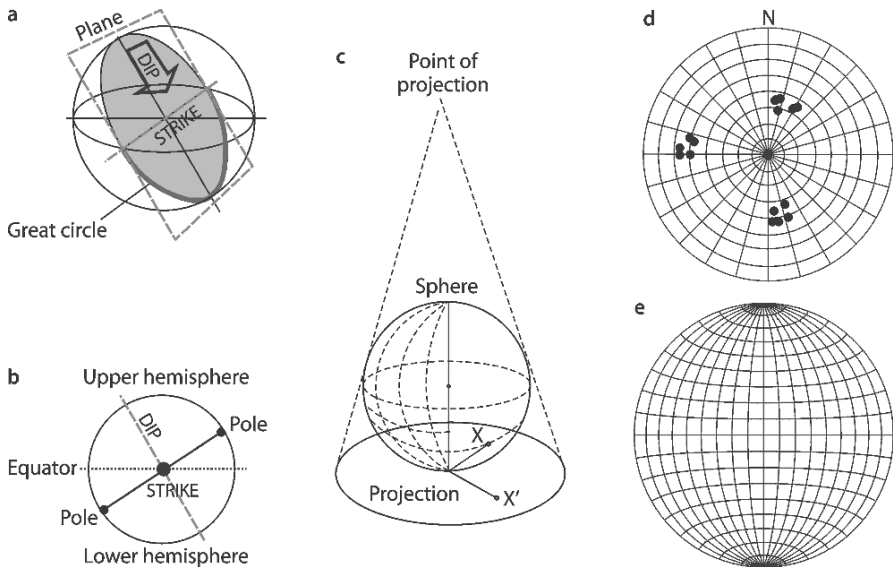 a
Plane
DIP
STRIKE
Great circle
b
Upper hemisphere
DIP
Pole
Equator
STRIKE
Pole
Lower hemisphere
c
Point of
projection
Sphere
X
Projection
X'
d
N
e